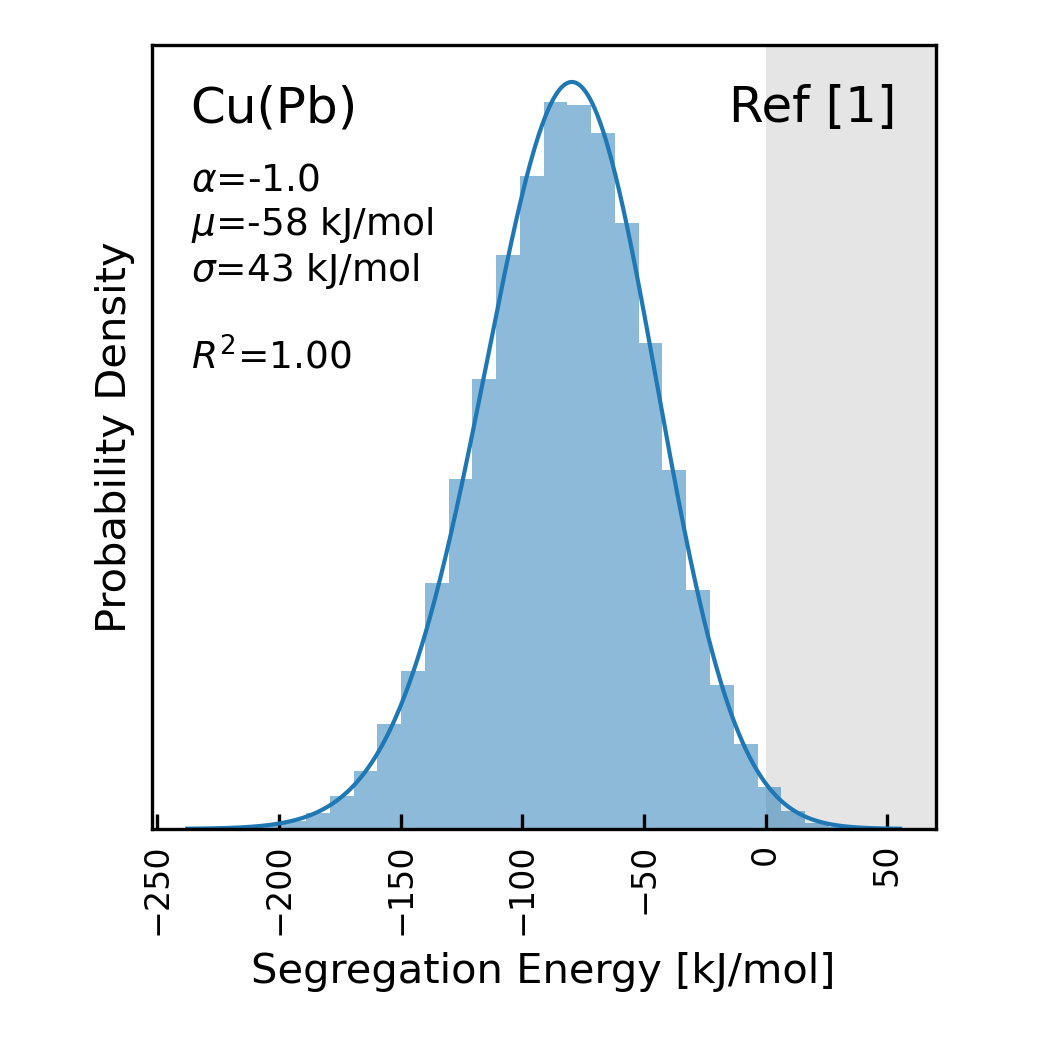 Cu(Pb)
Ref [1]
α=-1.0
μ=-58 kJ/mol
σ=43 kJ/mol
R²=1.00
Probability Density
−250 −200 −150 −100 −50 0 50
Segregation Energy [kJ/mol]